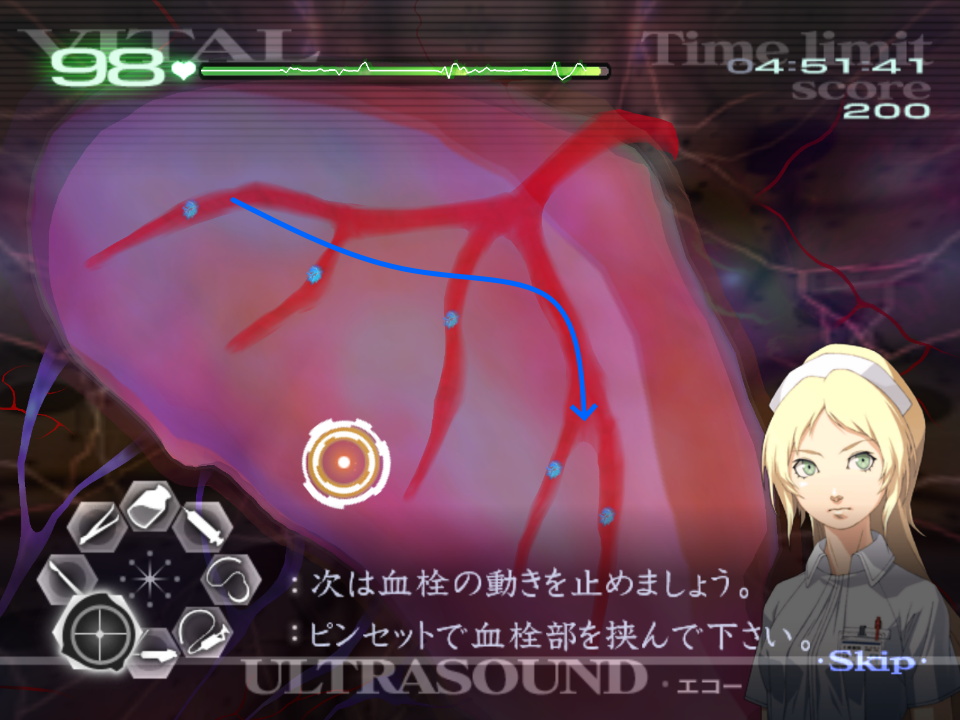 VITAL
98
Time limit
04:51:41
score
200
：次は血栓の動きを止めましょう。
：ピンセットで血栓部を挟んで下さい。
·Skip·
ULTRASOUND・エコー